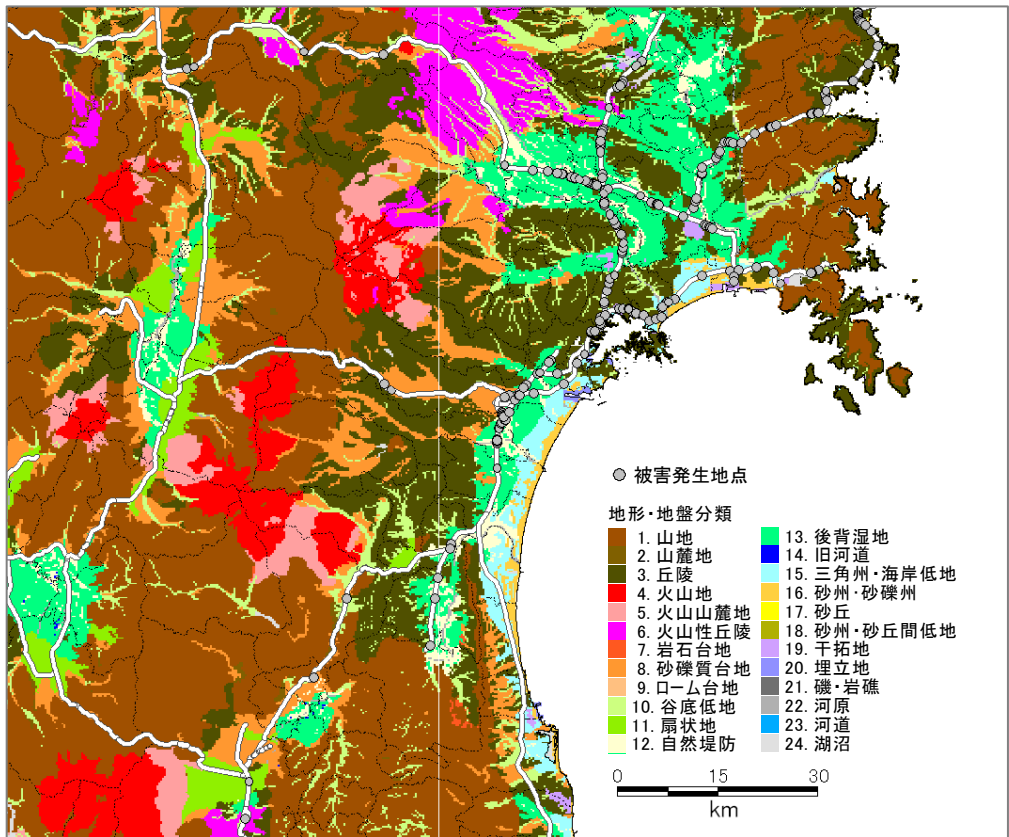 被害発生地点
地形・地盤分類
1. 山地
2. 山麓地
3. 丘陵
4. 火山地
5. 火山山麓地
6. 火山性丘陵
7. 岩石台地
8. 砂礫質台地
9. ローム台地
10. 谷底低地
11. 扇状地
12. 自然堤防
13. 後背湿地
14. 旧河道
15. 三角州・海岸低地
16. 砂州・砂礫州
17. 砂丘
18. 砂州・砂丘間低地
19. 干拓地
20. 埋立地
21. 磯・岩礁
22. 河原
23. 河道
24. 湖沼
0 15 30
km